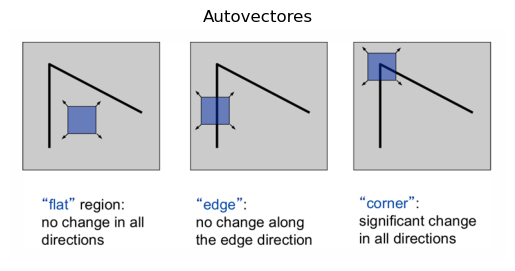 Autovectores
“flat” region:
no change in all
directions
“edge”:
no change along
the edge direction
“corner”:
significant change
in all directions